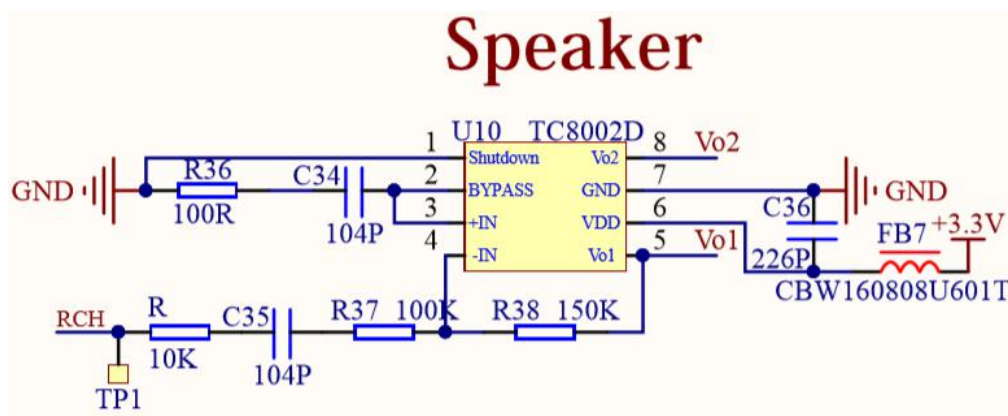 Speaker
U10 TC8002D
1 Shutdown Vo2 8 Vo2
GND R36 C34 2 BYPASS GND 7 GND
100R 104P 3 +IN VDD 6 C36 FB7 +3.3V
4 -IN Vo1 5 Vo1 226P
CBW160808U601T
RCH R C35 R37 100K R38 150K
10K 104P
TP1